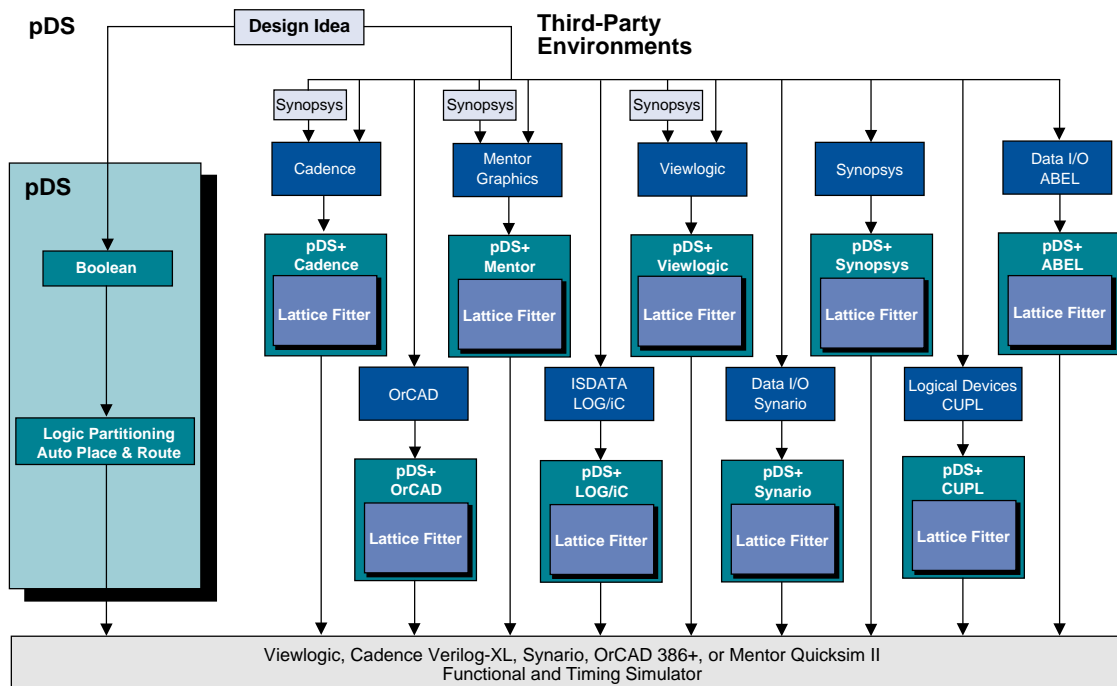 pDS
Design Idea
Third-Party
Environments
Synopsys
Synopsys
Synopsys
Cadence
Mentor
Graphics
Viewlogic
Synopsys
Data I/O
ABEL
pDS
Boolean
Logic Partitioning
Auto Place & Route
pDS+
Cadence
Lattice Fitter
pDS+
Mentor
Lattice Fitter
pDS+
Viewlogic
Lattice Fitter
pDS+
Synopsys
Lattice Fitter
pDS+
ABEL
Lattice Fitter
OrCAD
ISDATA
LOG/iC
Data I/O
Synario
Logical Devices
CUPL
pDS+
OrCAD
Lattice Fitter
pDS+
LOG/iC
Lattice Fitter
pDS+
Synario
Lattice Fitter
pDS+
CUPL
Lattice Fitter
Viewlogic, Cadence Verilog-XL, Synario, OrCAD 386+, or Mentor Quicksim II
Functional and Timing Simulator